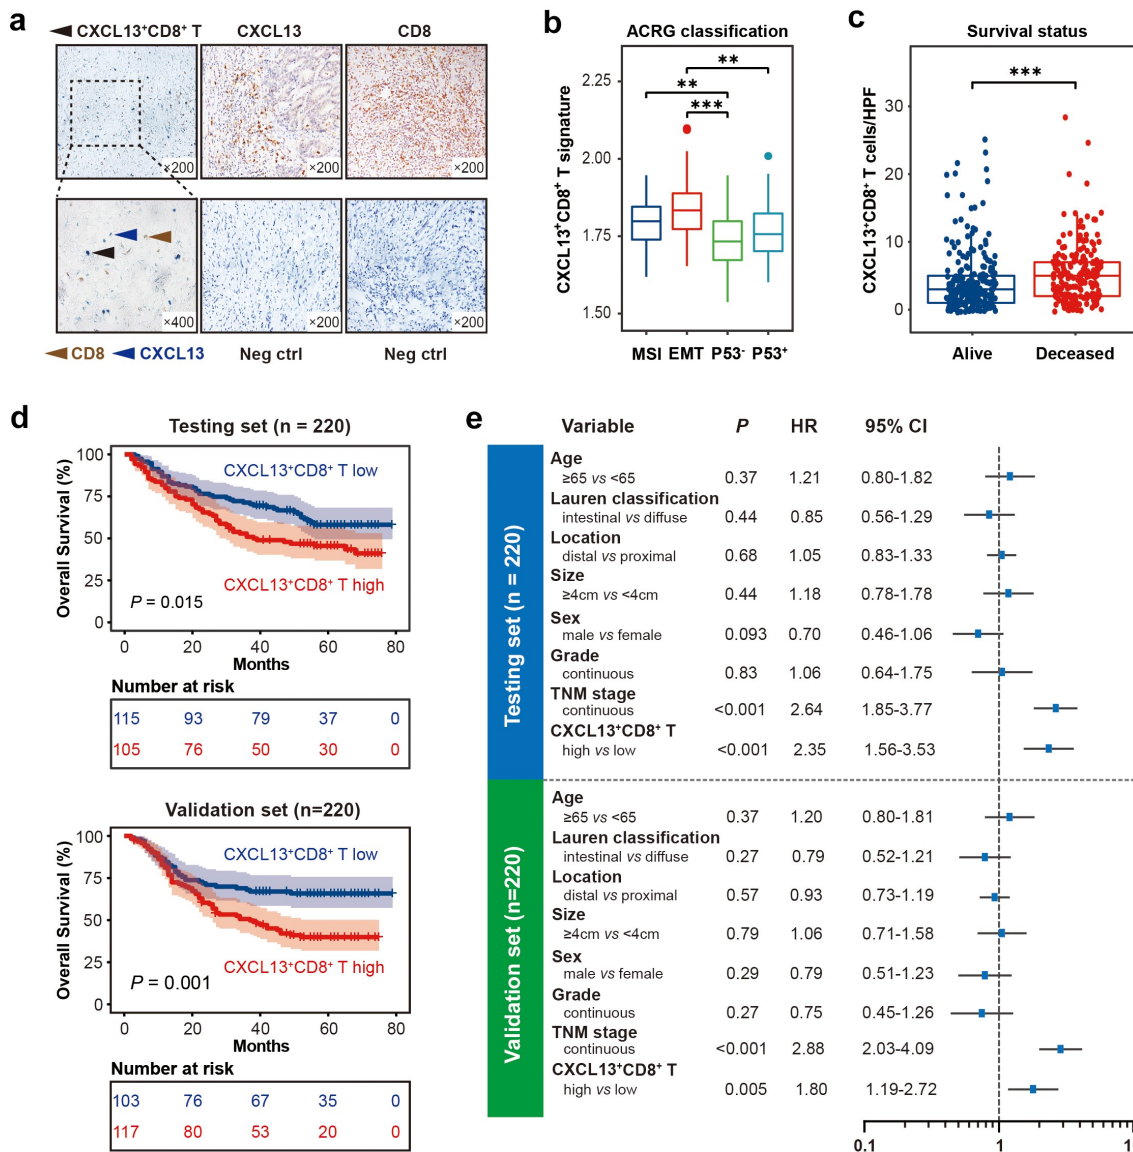 a
CXCL13⁺CD8⁺ T
CXCL13
CD8
×200
×200
×200
×400
×200
×200
CD8
CXCL13
Neg ctrl
Neg ctrl
b
ACRG classification
CXCL13⁺CD8⁺ T signature
2.25
2.00
1.75
1.50
**
**
***
MSI EMT P53⁻ P53⁺
c
Survival status
CXCL13⁺CD8⁺ T cells/HPF
30
20
10
0
***
Alive
Deceased
d
Testing set (n = 220)
Overall Survival (%)
100
75
50
25
0
CXCL13⁺CD8⁺ T low
CXCL13⁺CD8⁺ T high
P = 0.015
0 20 40 60 80
Months
Number at risk
115 93 79 37 0
105 76 50 30 0
Validation set (n=220)
Overall Survival (%)
100
75
50
25
0
CXCL13⁺CD8⁺ T low
CXCL13⁺CD8⁺ T high
P = 0.001
0 20 40 60 80
Months
Number at risk
103 76 67 35 0
117 80 53 20 0
e
Variable P HR 95% CI
Testing set (n = 220)
Age
≥65 vs <65 0.37 1.21 0.80-1.82
Lauren classification
intestinal vs diffuse 0.44 0.85 0.56-1.29
Location
distal vs proximal 0.68 1.05 0.83-1.33
Size
≥4cm vs <4cm 0.44 1.18 0.78-1.78
Sex
male vs female 0.093 0.70 0.46-1.06
Grade
continuous 0.83 1.06 0.64-1.75
TNM stage
continuous <0.001 2.64 1.85-3.77
CXCL13⁺CD8⁺ T
high vs low <0.001 2.35 1.56-3.53
Validation set (n=220)
Age
≥65 vs <65 0.37 1.20 0.80-1.81
Lauren classification
intestinal vs diffuse 0.27 0.79 0.52-1.21
Location
distal vs proximal 0.57 0.93 0.73-1.19
Size
≥4cm vs <4cm 0.79 1.06 0.71-1.58
Sex
male vs female 0.29 0.79 0.51-1.23
Grade
continuous 0.27 0.75 0.45-1.26
TNM stage
continuous <0.001 2.88 2.03-4.09
CXCL13⁺CD8⁺ T
high vs low 0.005 1.80 1.19-2.72
0.1 1